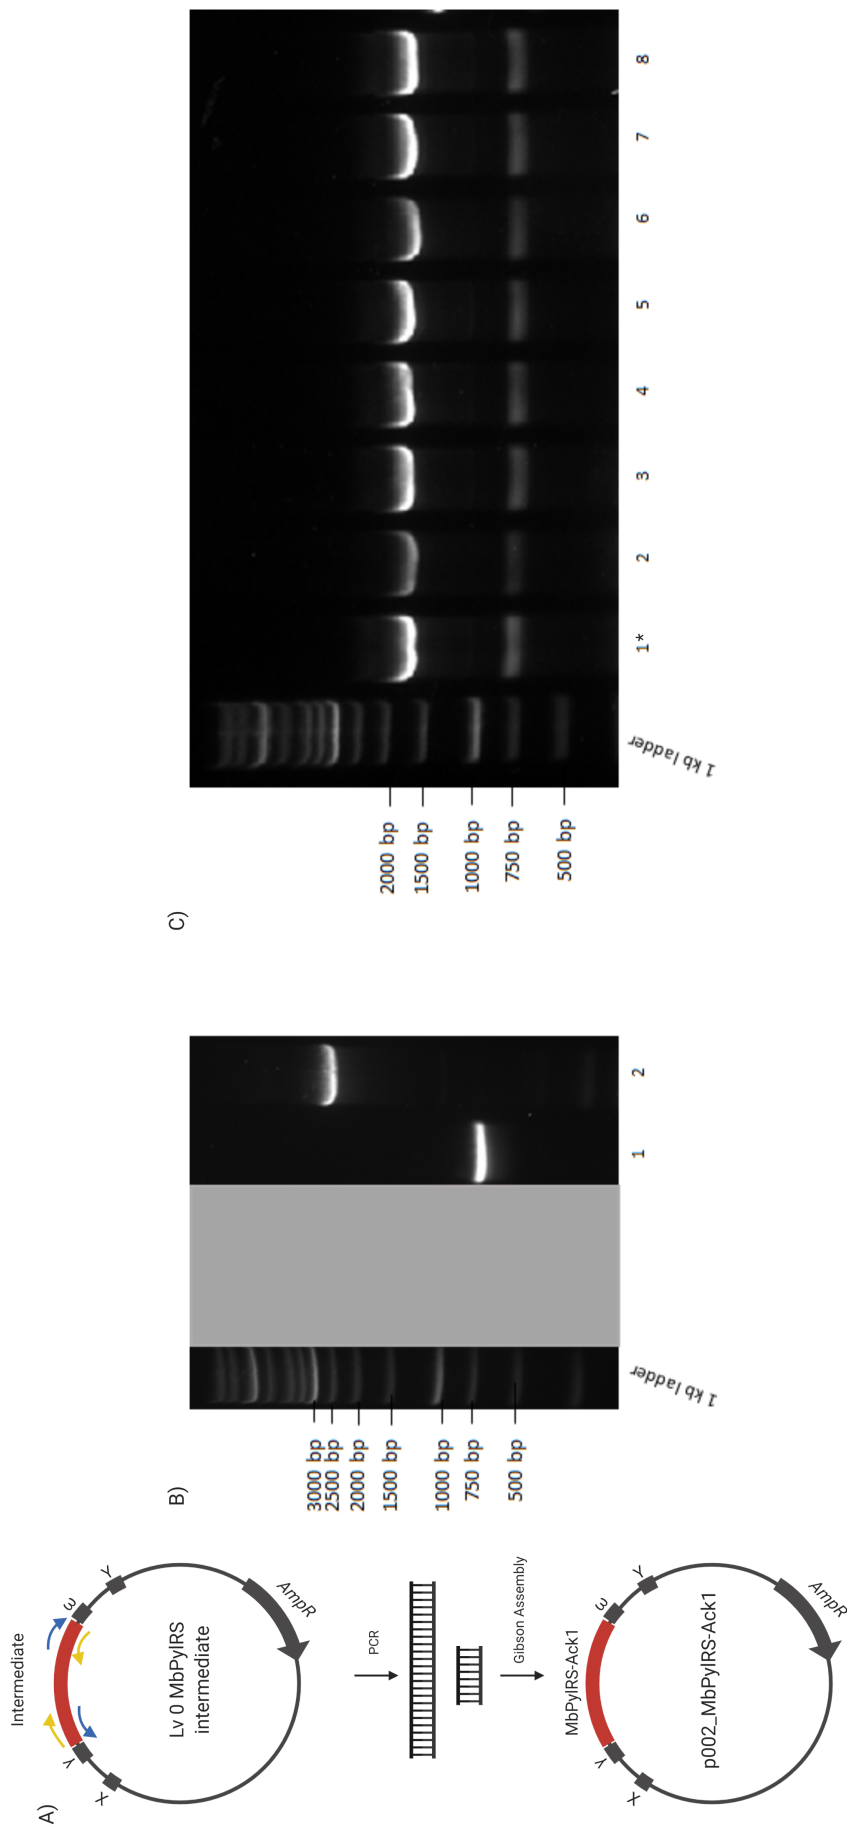 A)
Intermediate
X
λ
ω
Y
Lv 0 MbPylRS
intermediate
AmpR
PCR
Gibson Assembly
MbPylRS-Ack1
X
λ
ω
Y
p002_MbPylRS-Ack1
AmpR
B)
3000 bp
2500 bp
2000 bp
1500 bp
1000 bp
750 bp
500 bp
1 kb ladder
1
2
C)
2000 bp
1500 bp
1000 bp
750 bp
500 bp
1 kb ladder
1*
2
3
4
5
6
7
8